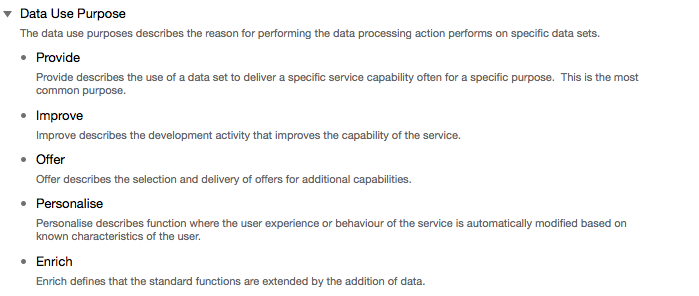 Data Use Purpose
The data use purposes describes the reason for performing the data processing action performs on specific data sets.
Provide
Provide describes the use of a data set to deliver a specific service capability often for a specific purpose.  This is the most
common purpose.
Improve
Improve describes the development activity that improves the capability of the service.
Offer
Offer describes the selection and delivery of offers for additional capabilities.
Personalise
Personalise describes function where the user experience or behaviour of the service is automatically modified based on
known characteristics of the user.
Enrich
Enrich defines that the standard functions are extended by the addition of data.